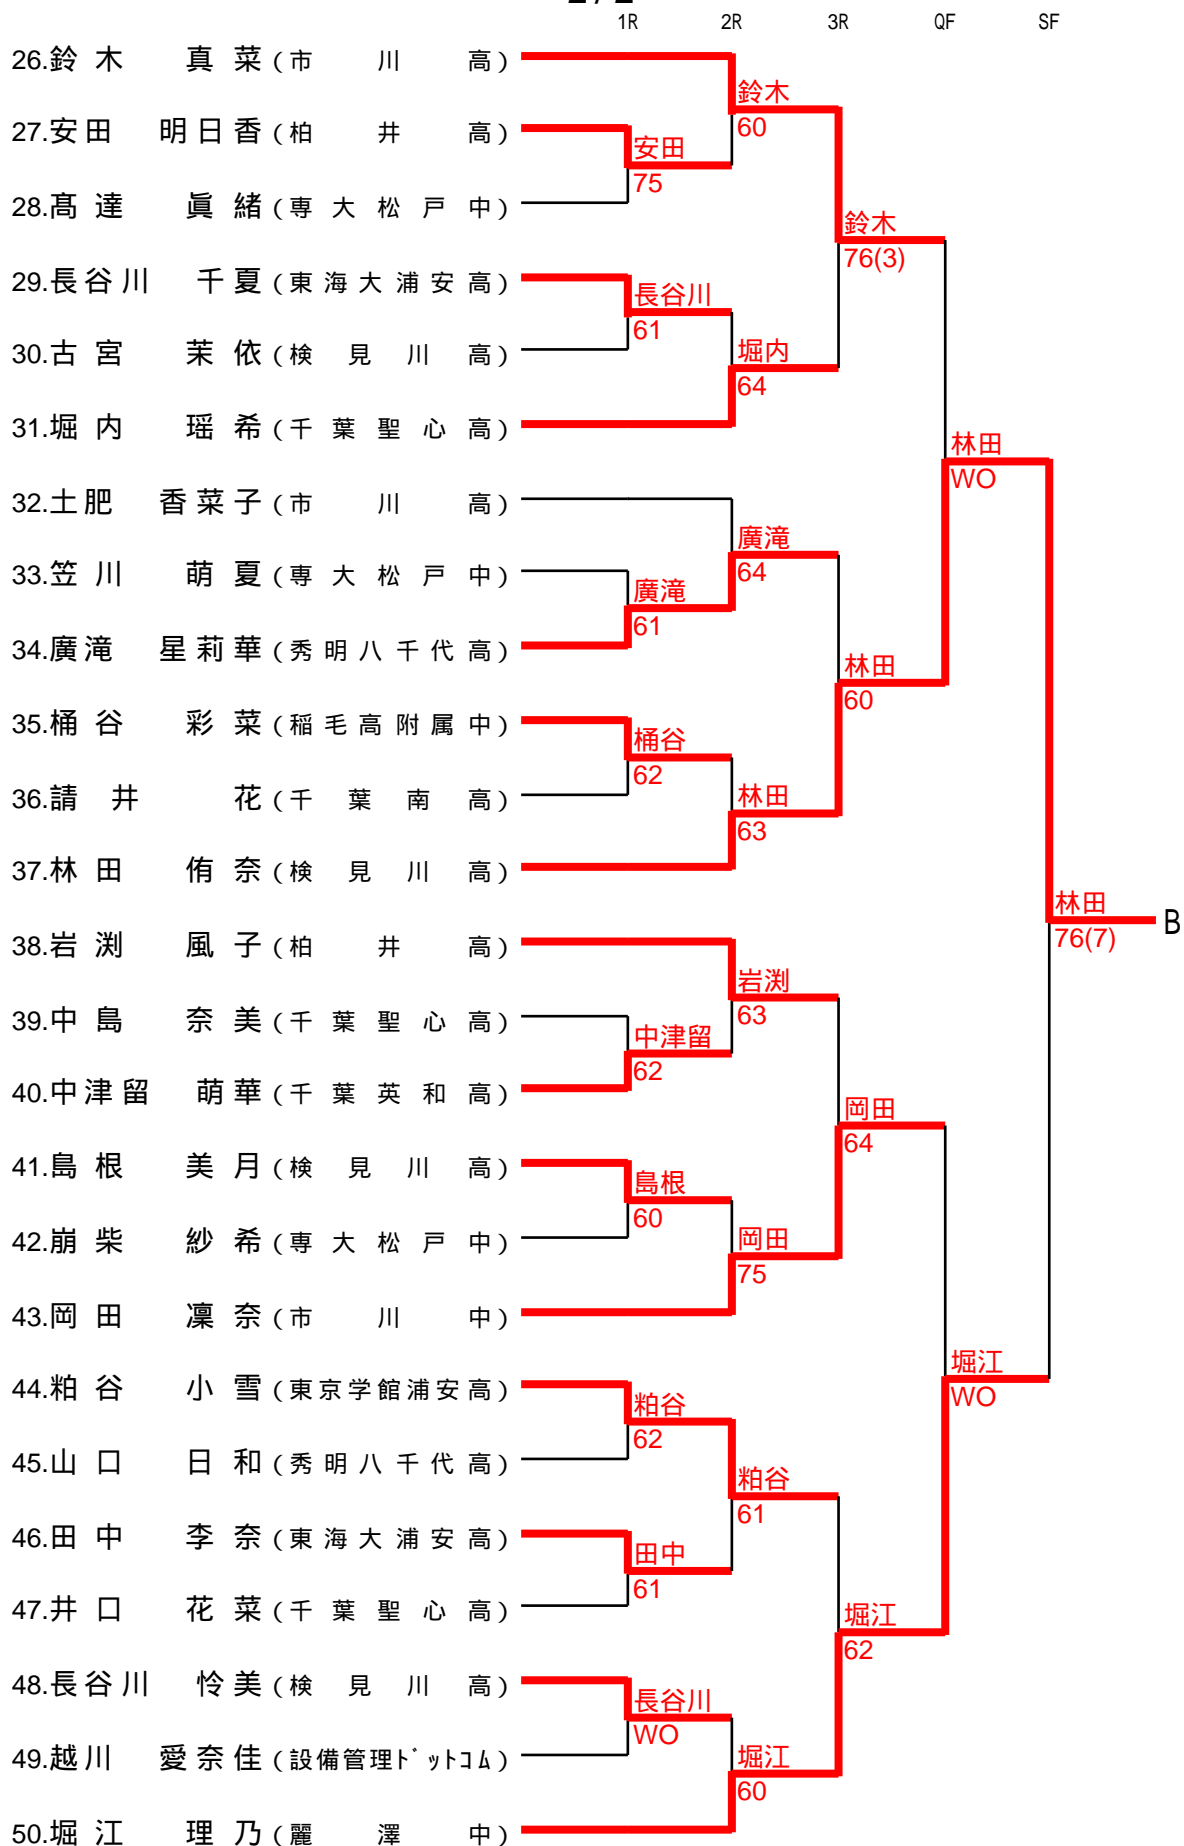 2/2
1R 2R 3R QF SF
26.鈴木 真菜(市川高)
鈴木
60
27.安田 明日香(柏井高)
安田
75
28.髙達 眞緒(専大松戸中)
鈴木
76(3)
29.長谷川 千夏(東海大浦安高)
長谷川
61
30.古宮 茉依(検見川高)
堀内
64
31.堀内 瑶希(千葉聖心高)
林田
WO
32.土肥 香菜子(市川高)
廣滝
64
33.笠川 萌夏(専大松戸中)
廣滝
61
34.廣滝 星莉華(秀明八千代高)
林田
60
35.桶谷 彩菜(稲毛高附属中)
桶谷
62
36.請井 花(千葉南高)
林田
63
37.林田 侑奈(検見川高)
林田
76(7)
B
38.岩渕 風子(柏井高)
岩渕
63
39.中島 奈美(千葉聖心高)
中津留
62
40.中津留 萌華(千葉英和高)
岡田
64
41.島根 美月(検見川高)
島根
60
42.崩柴 紗希(専大松戸中)
岡田
75
43.岡田 凜奈(市川中)
堀江
WO
44.粕谷 小雪(東京学館浦安高)
粕谷
62
45.山口 日和(秀明八千代高)
粕谷
61
46.田中 李奈(東海大浦安高)
田中
61
47.井口 花菜(千葉聖心高)
堀江
62
48.長谷川 怜美(検見川高)
長谷川
WO
49.越川 愛奈佳(設備管理ドットコム)
堀江
60
50.堀江 理乃(麗澤中)